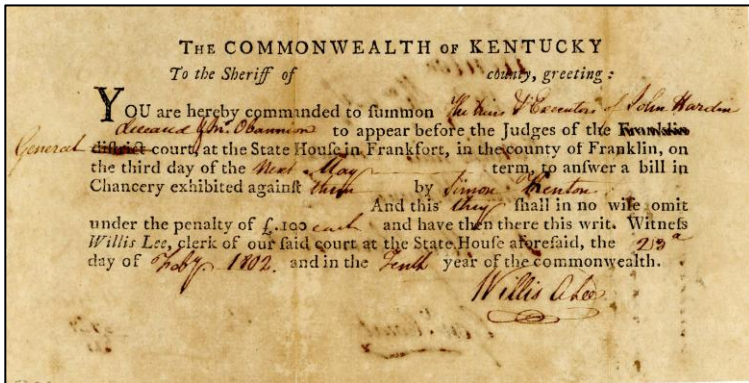 THE COMMONWEALTH OF KENTUCKY
To the Sheriff of county, greeting :
YOU are hereby commanded to summon The heirs & Executors of John Hardin
deceased & Jno. Obannion to appear before the Judges of the Franklin
General district court, at the State House in Frankfort, in the county of Franklin, on
the third day of the Next May term, to answer a bill in
Chancery exhibited against them by Simon Kenton
And this they shall in no wise omit
under the penalty of £.100 each and have then there this writ. Witness
Willis Lee, clerk of our said court at the State House aforesaid, the 23d
day of Feby 1802. and in the Tenth year of the commonwealth.
Willis A Lee